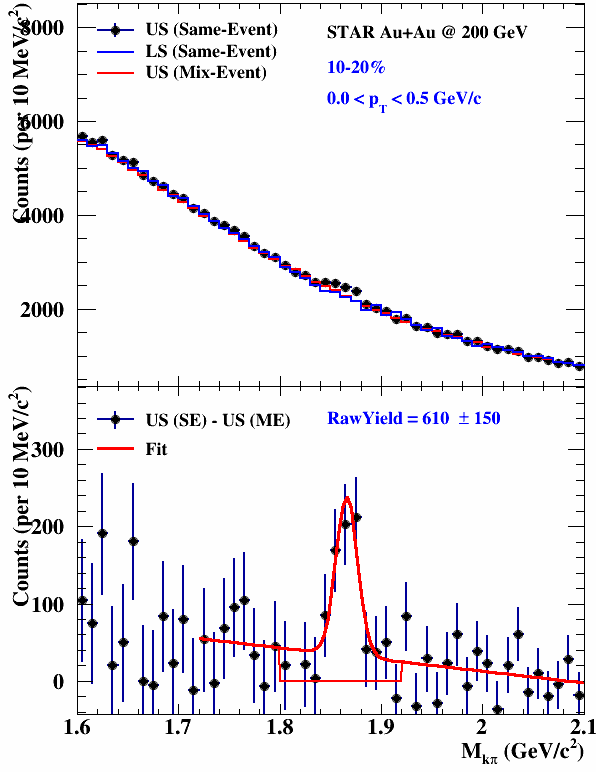 US (Same-Event)
LS (Same-Event)
US (Mix-Event)
STAR Au+Au @ 200 GeV
10-20%
0.0 < pT < 0.5 GeV/c
Counts (per 10 MeV/c²)
8000
6000
4000
2000
US (SE) - US (ME)
Fit
RawYield = 610 ± 150
Counts (per 10 MeV/c²)
300
200
100
0
1.6 1.7 1.8 1.9 2 2.1
Mkπ (GeV/c²)